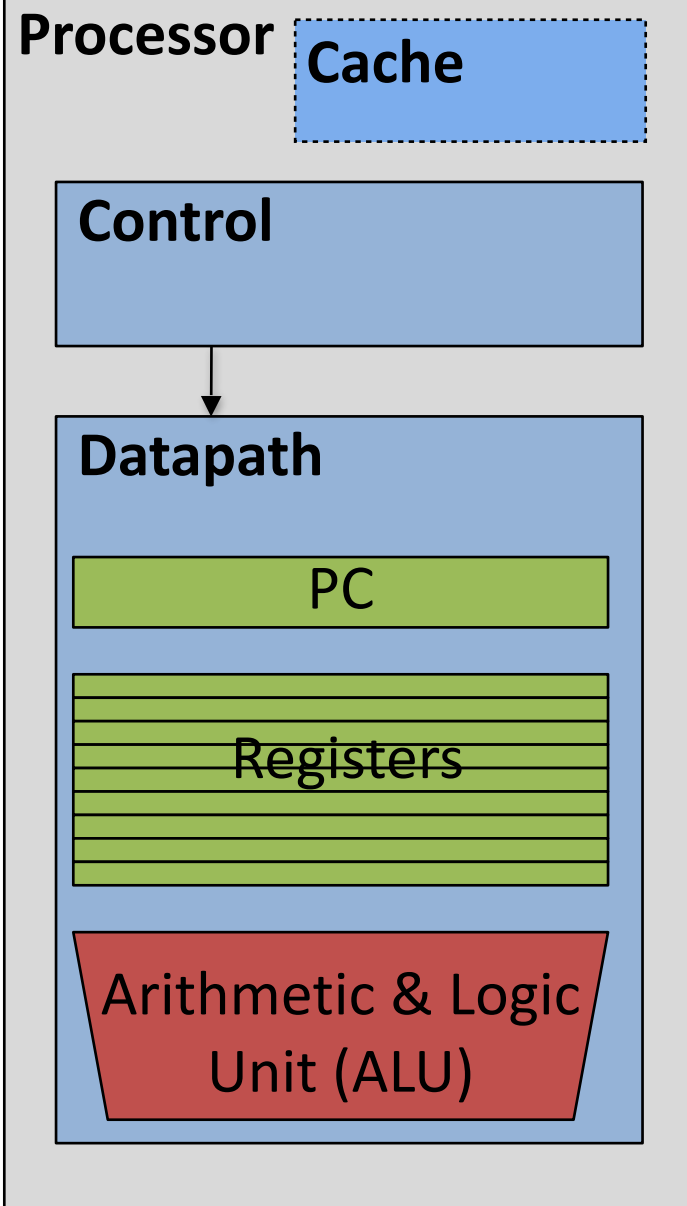 Processor
Cache
Control
Datapath
PC
Registers
Arithmetic & Logic
Unit (ALU)